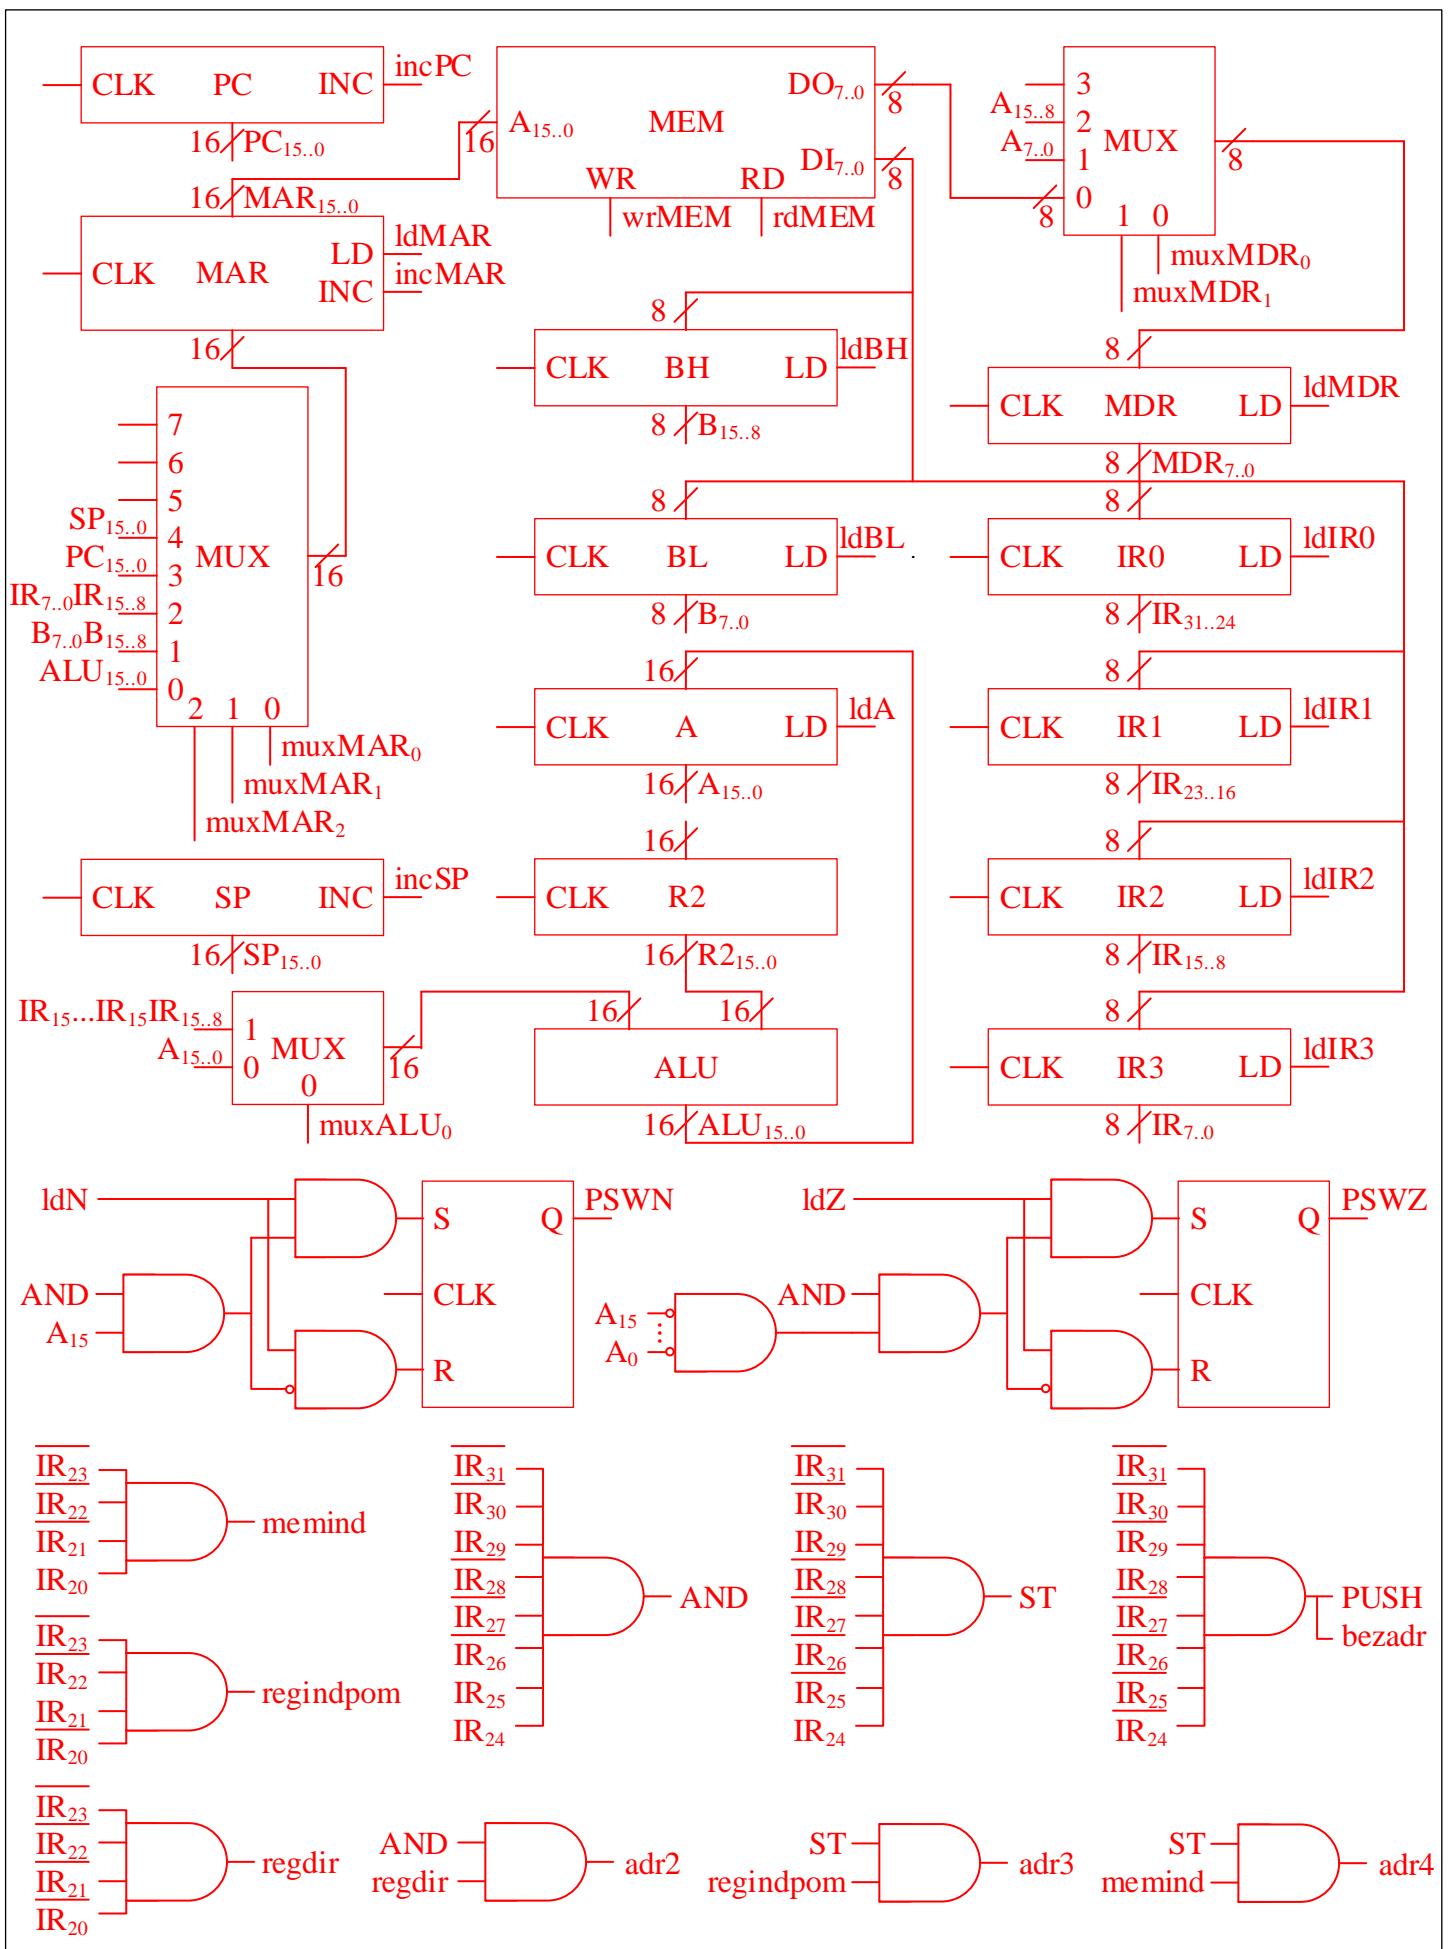 CLK PC INC incPC
16 PC15..0
16 MAR15..0
CLK MAR LD ldMAR
INC incMAR
16
7
6
5
SP15..0 4
PC15..0 3
IR7..0IR15..8 2
B7..0B15..8 1
ALU15..0 0
MUX
16
2 1 0
muxMAR0
muxMAR1
muxMAR2
CLK SP INC incSP
16 SP15..0
IR15...IR15IR15..8 1
A15..0 0
MUX
16
0
muxALU0
16 A15..0 MEM DO7..0 8
DI7..0 8
WR RD
wrMEM rdMEM
8
CLK BH LD ldBH
8 B15..8
8
CLK BL LD ldBL
8 B7..0
16
CLK A LD ldA
16 A15..0
16
CLK R2
16 R215..0
16 16
ALU
16 ALU15..0
3
A15..8 2
A7..0 1
8 0
MUX
8
1 0
muxMDR0
muxMDR1
8
CLK MDR LD ldMDR
8 MDR7..0
8
CLK IR0 LD ldIR0
8 IR31..24
8
CLK IR1 LD ldIR1
8 IR23..16
8
CLK IR2 LD ldIR2
8 IR15..8
8
CLK IR3 LD ldIR3
8 IR7..0
ldN
AND
A15
S Q PSWN
CLK
R
ldZ
AND
A15
A0
S Q PSWZ
CLK
R
IR23
IR22
IR21
IR20
memind
IR23
IR22
IR21
IR20
regindpom
IR23
IR22
IR21
IR20
regdir
IR31
IR30
IR29
IR28
IR27
IR26
IR25
IR24
AND
IR31
IR30
IR29
IR28
IR27
IR26
IR25
IR24
ST
IR31
IR30
IR29
IR28
IR27
IR26
IR25
IR24
PUSH
bezadr
AND
regdir
adr2
ST
regindpom
adr3
ST
memind
adr4